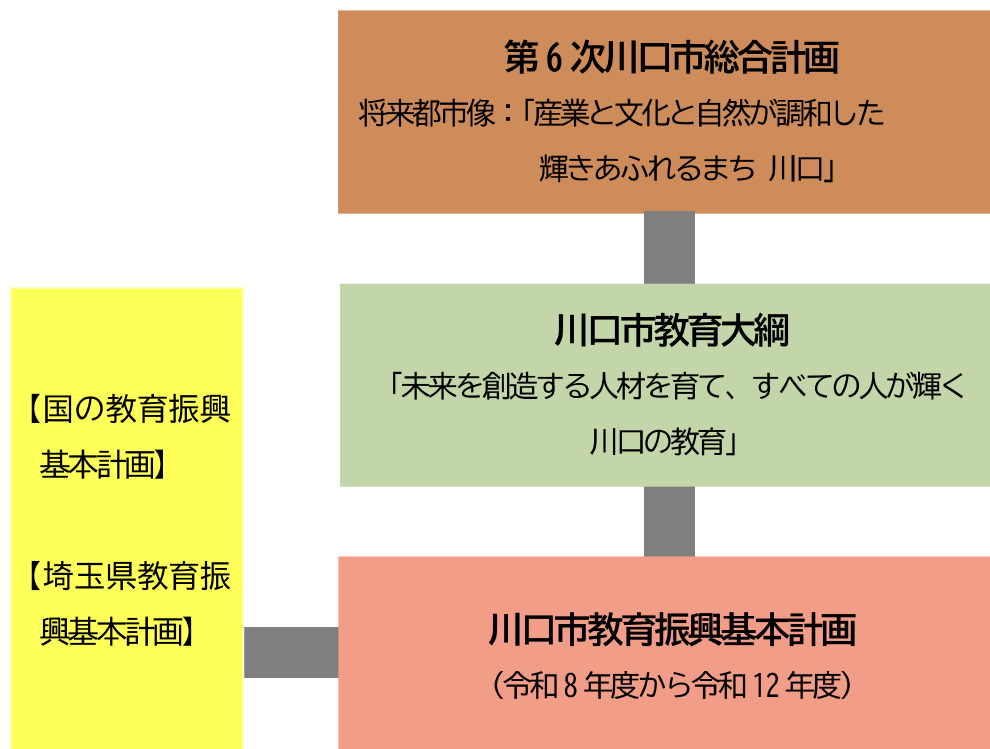 第6次川口市総合計画
将来都市像：「産業と文化と自然が調和した
輝きあふれるまち 川口」
川口市教育大綱
「未来を創造する人材を育て、すべての人が輝く
川口の教育」
【国の教育振興
基本計画】
【埼玉県教育振
興基本計画】
川口市教育振興基本計画
（令和8年度から令和12年度）